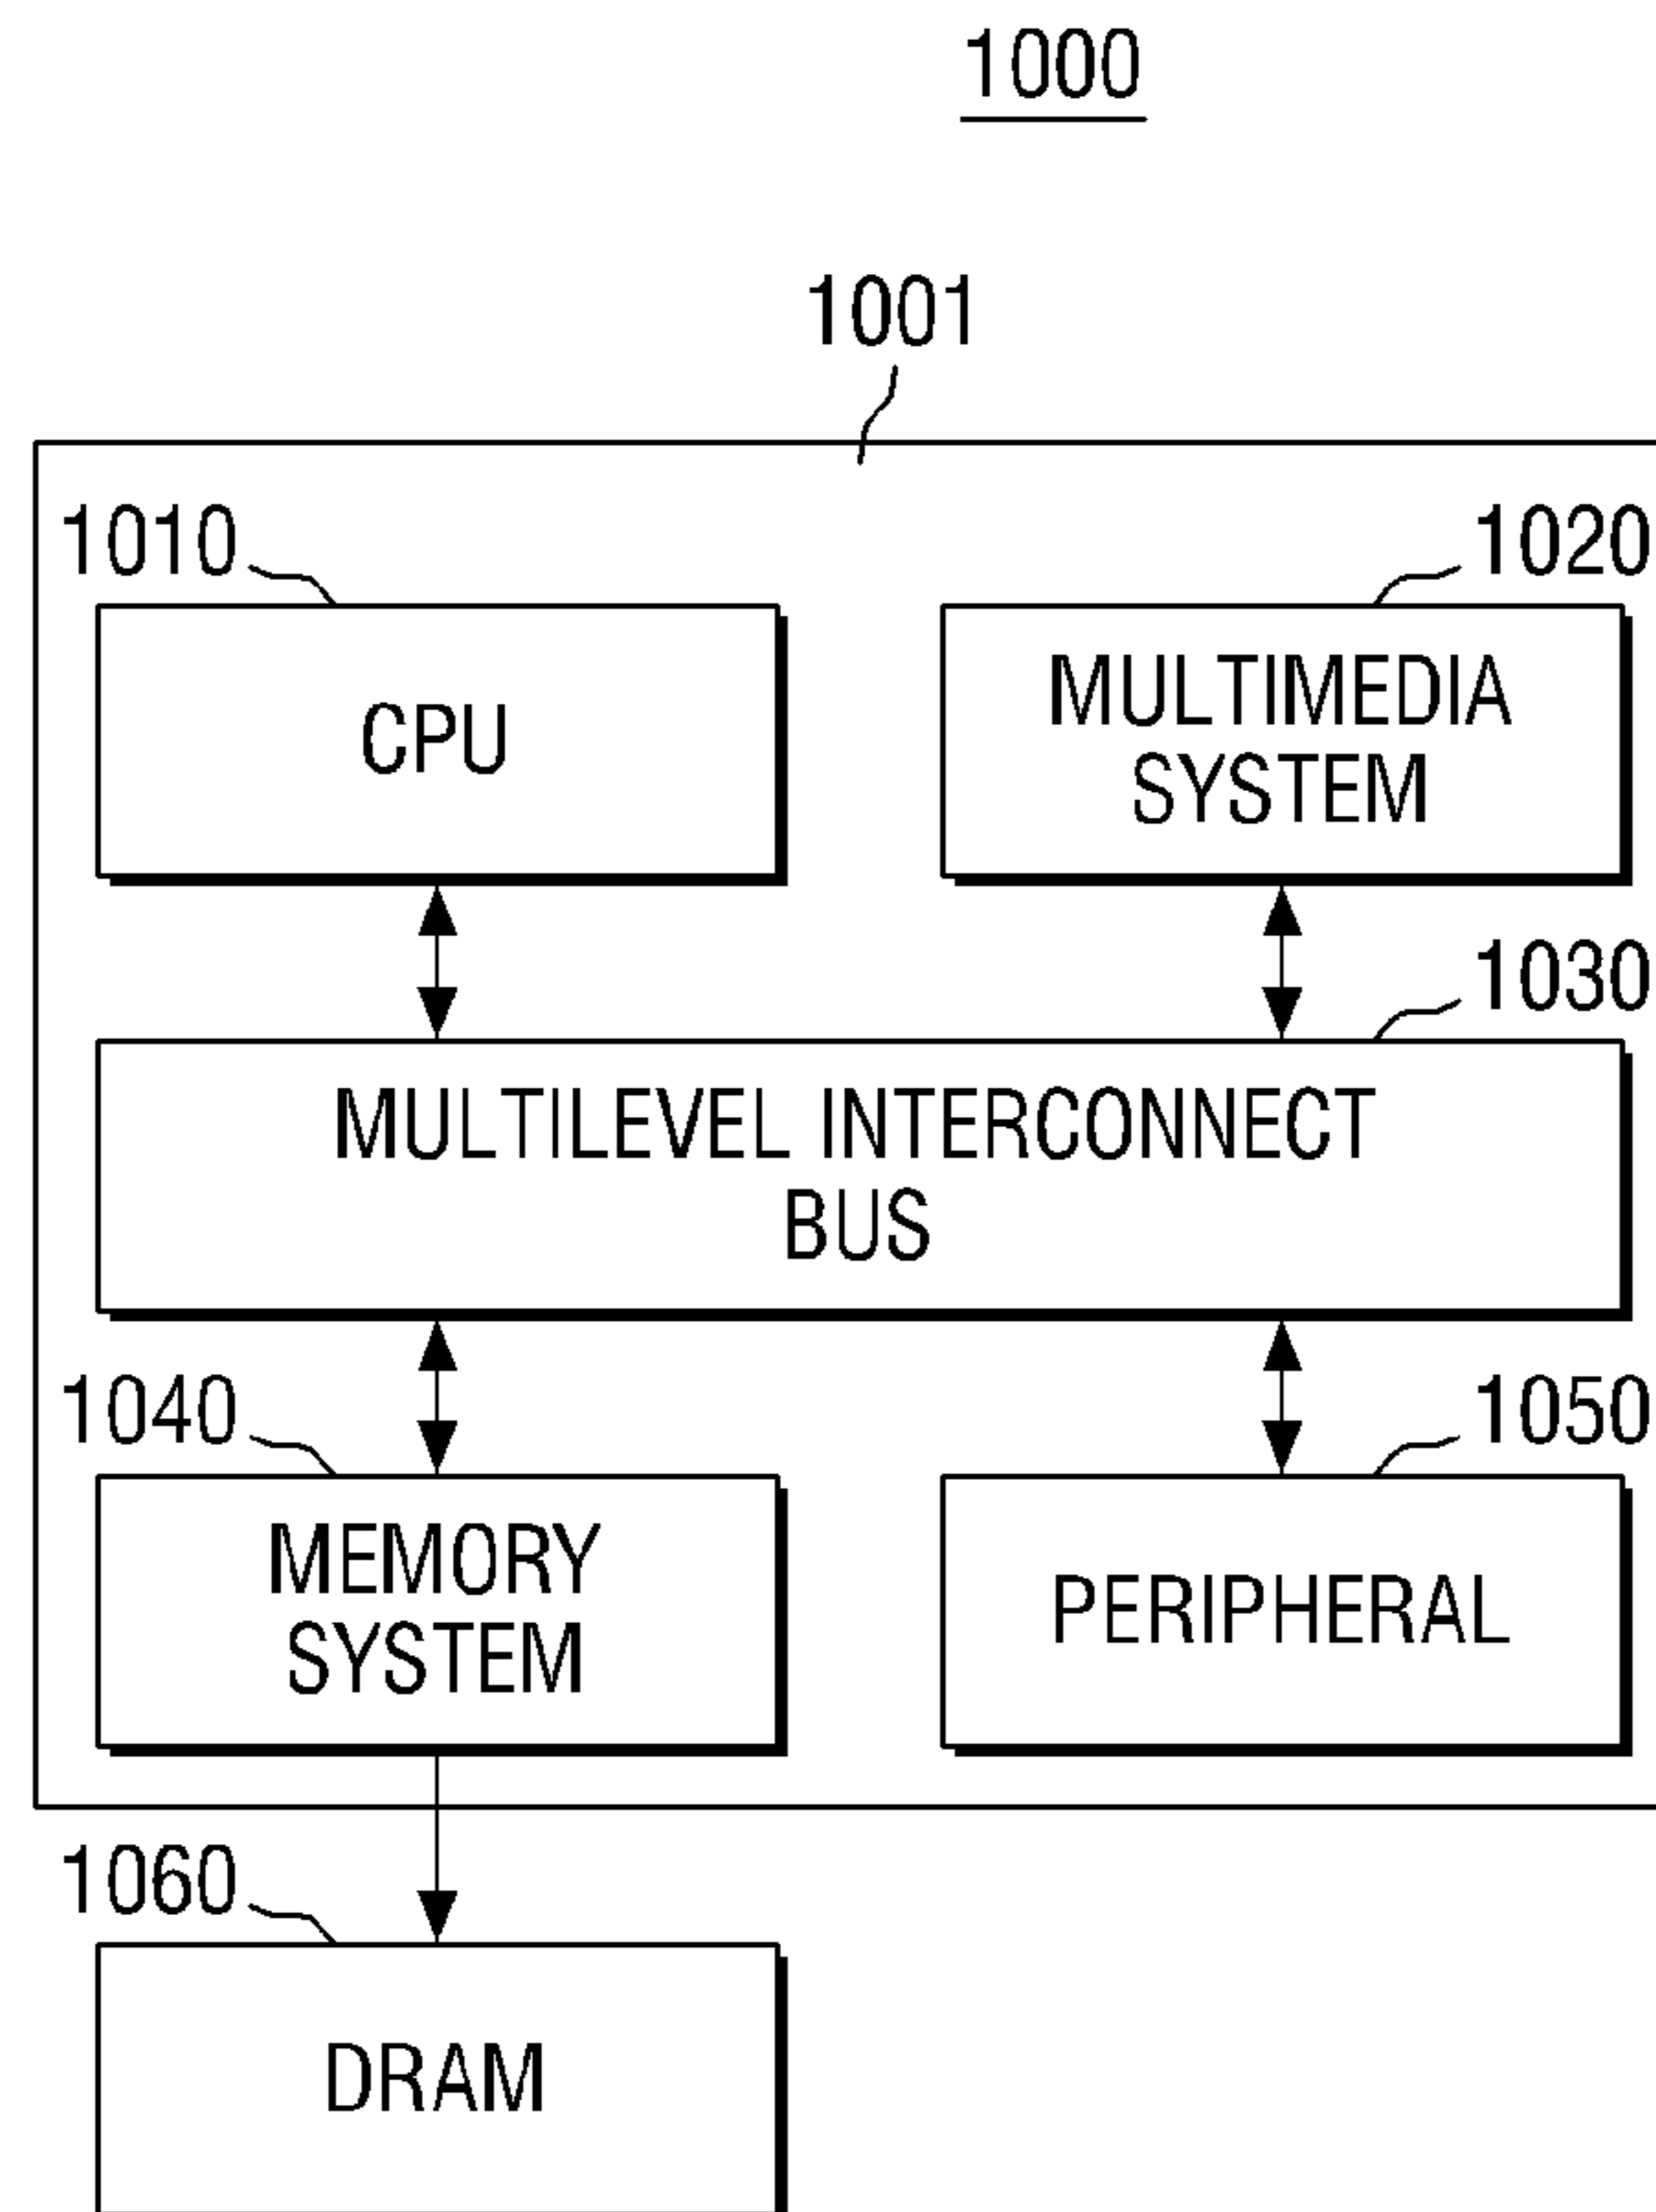 1000
1001
1010
1020
CPU
MULTIMEDIA
SYSTEM
1030
MULTILEVEL INTERCONNECT
BUS
1040
1050
MEMORY
SYSTEM
PERIPHERAL
1060
DRAM